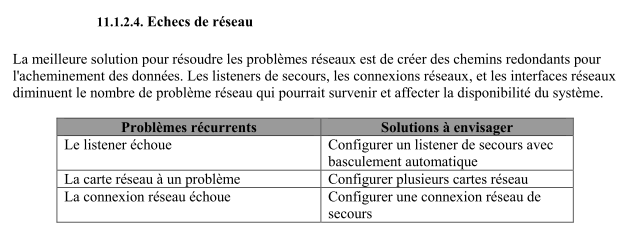 11.1.2.4. Echecs de réseau
La meilleure solution pour résoudre les problèmes réseaux est de créer des chemins redondants pour
l'acheminement des données. Les listeners de secours, les connexions réseaux, et les interfaces réseaux
diminuent le nombre de problème réseau qui pourrait survenir et affecter la disponibilité du système.
Problèmes récurrents Solutions à envisager
Le listener échoue Configurer un listener de secours avec
basculement automatique
La carte réseau à un problème Configurer plusieurs cartes réseau
La connexion réseau échoue Configurer une connexion réseau de
secours